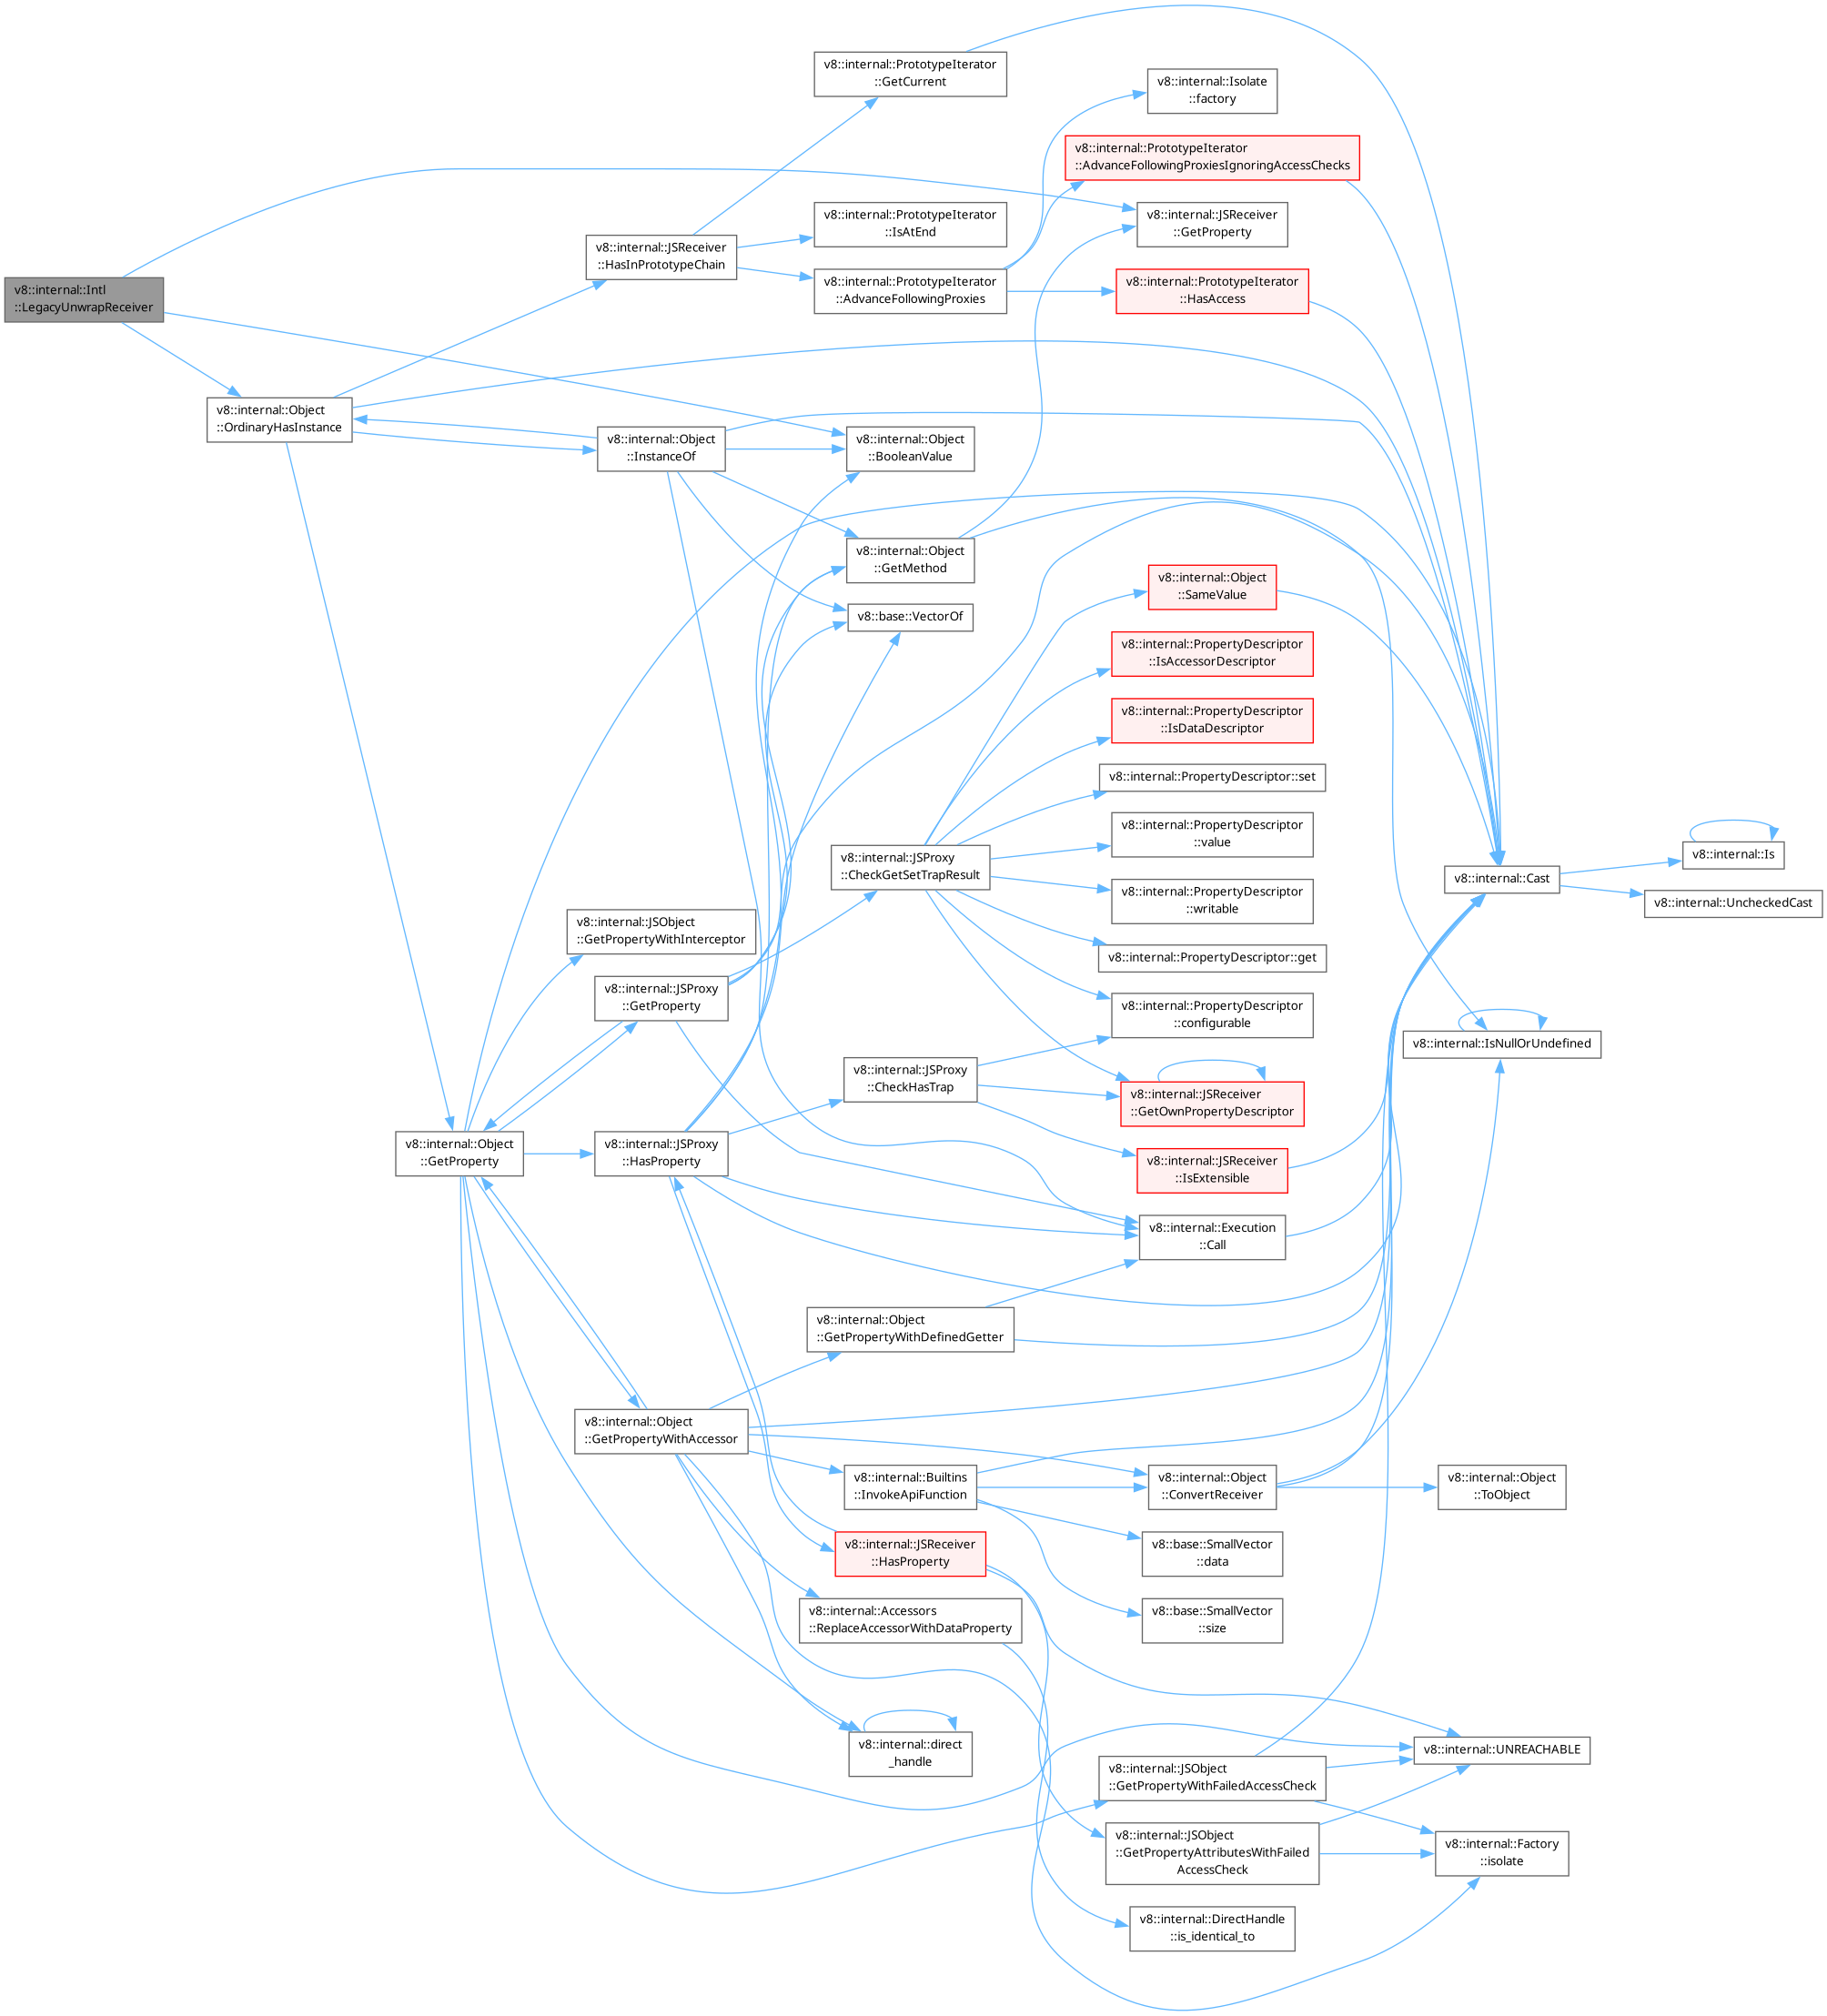 v8::internal::Intl
::LegacyUnwrapReceiver
v8::internal::Object
::OrdinaryHasInstance
v8::internal::Object
::GetProperty
v8::internal::JSReceiver
::HasInPrototypeChain
v8::internal::Object
::InstanceOf
v8::internal::JSObject
::GetPropertyWithInterceptor
v8::internal::JSProxy
::GetProperty
v8::internal::JSProxy
::HasProperty
v8::internal::Object
::GetPropertyWithAccessor
v8::internal::PrototypeIterator
::GetCurrent
v8::internal::PrototypeIterator
::IsAtEnd
v8::internal::PrototypeIterator
::AdvanceFollowingProxies
v8::internal::Object
::BooleanValue
v8::internal::Object
::GetMethod
v8::base::VectorOf
v8::internal::JSProxy
::CheckGetSetTrapResult
v8::internal::JSProxy
::CheckHasTrap
v8::internal::Object
::GetPropertyWithDefinedGetter
v8::internal::Builtins
::InvokeApiFunction
v8::internal::JSReceiver
::HasProperty
v8::internal::Accessors
::ReplaceAccessorWithDataProperty
v8::internal::direct
_handle
v8::internal::Isolate
::factory
v8::internal::PrototypeIterator
::AdvanceFollowingProxiesIgnoringAccessChecks
v8::internal::JSReceiver
::GetProperty
v8::internal::PrototypeIterator
::HasAccess
v8::internal::Object
::SameValue
v8::internal::PropertyDescriptor
::IsAccessorDescriptor
v8::internal::PropertyDescriptor
::IsDataDescriptor
v8::internal::PropertyDescriptor::set
v8::internal::PropertyDescriptor
::value
v8::internal::PropertyDescriptor
::writable
v8::internal::PropertyDescriptor::get
v8::internal::PropertyDescriptor
::configurable
v8::internal::JSReceiver
::GetOwnPropertyDescriptor
v8::internal::JSReceiver
::IsExtensible
v8::internal::Execution
::Call
v8::internal::Object
::ConvertReceiver
v8::base::SmallVector
::data
v8::base::SmallVector
::size
v8::internal::JSObject
::GetPropertyWithFailedAccessCheck
v8::internal::JSObject
::GetPropertyAttributesWithFailed
AccessCheck
v8::internal::DirectHandle
::is_identical_to
v8::internal::Cast
v8::internal::IsNullOrUndefined
v8::internal::Object
::ToObject
v8::internal::UNREACHABLE
v8::internal::Factory
::isolate
v8::internal::Is
v8::internal::UncheckedCast